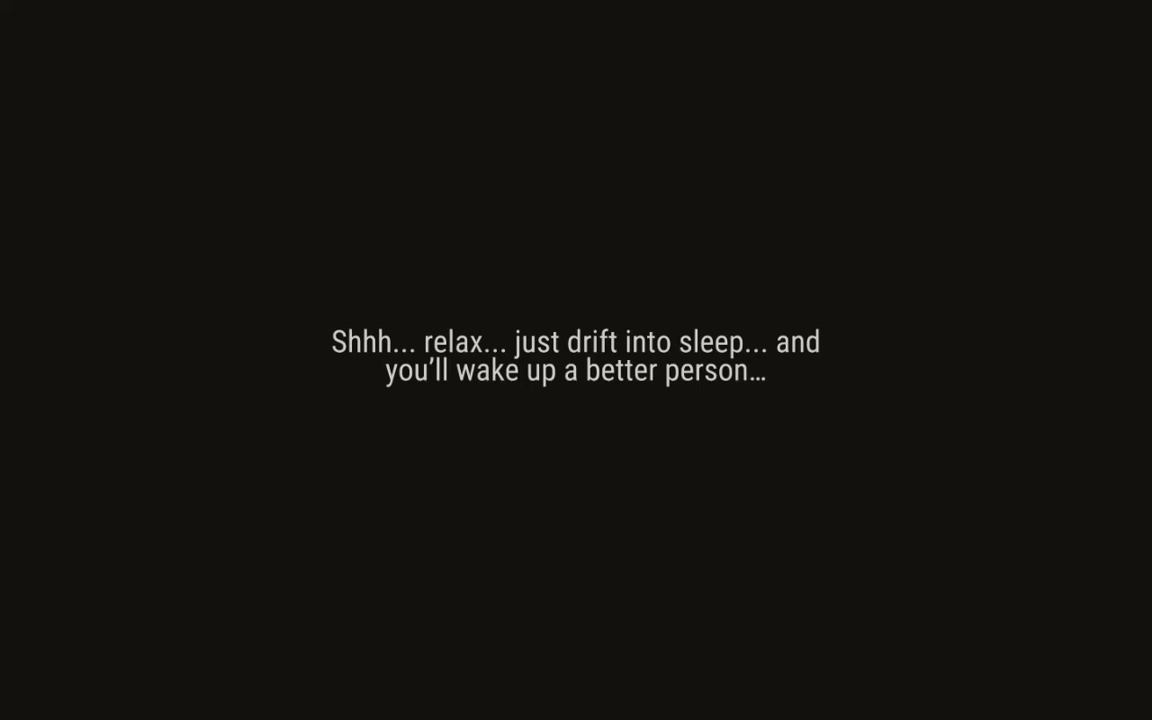 Shhh... relax... just drift into sleep... and
you’ll wake up a better person…